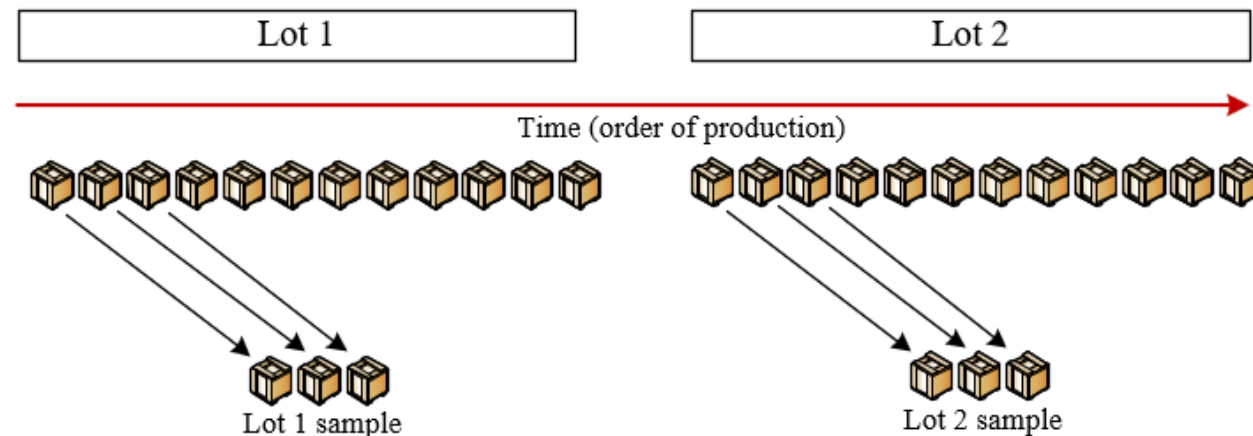 Lot 1
Lot 2
Time (order of production)
Lot 1 sample
Lot 2 sample